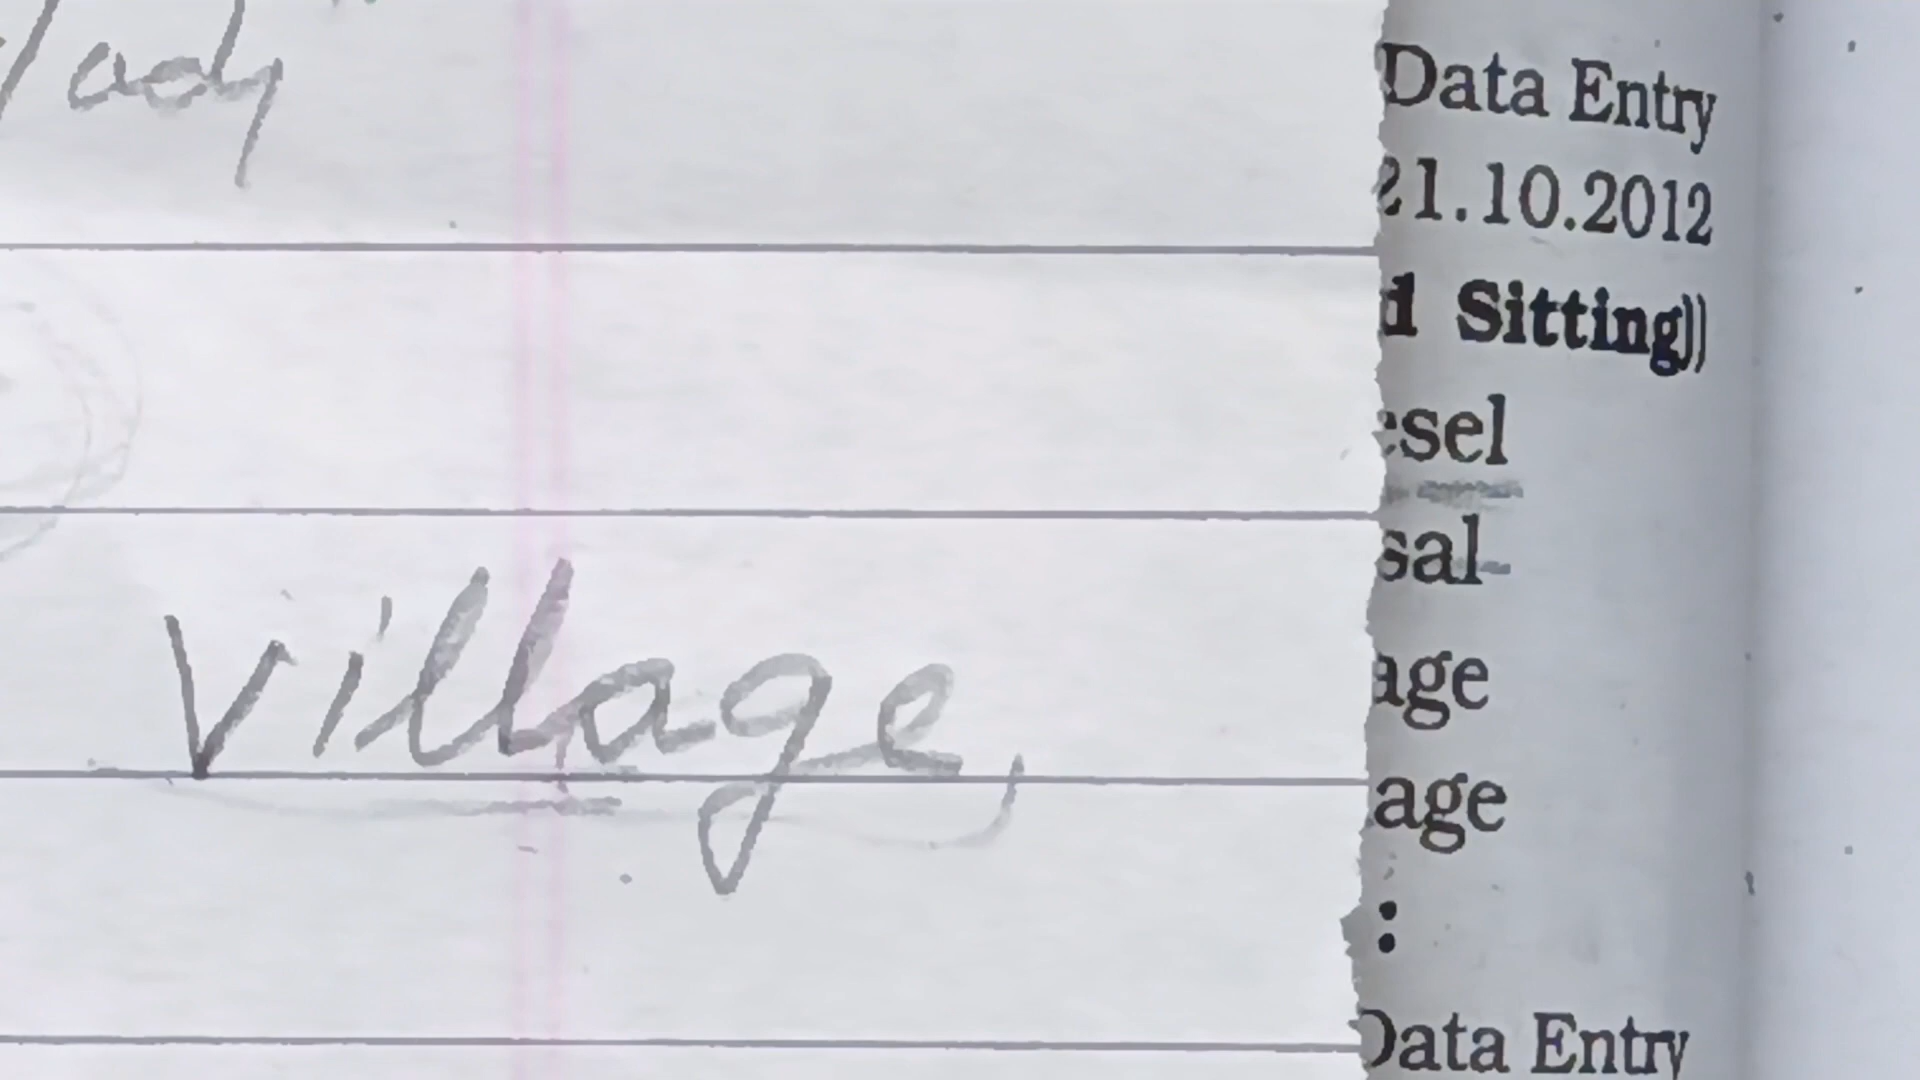 lady"
village,
Data Entry
21.10.2012
d Sitting))
esel
sal
age
age
:
Data Entry